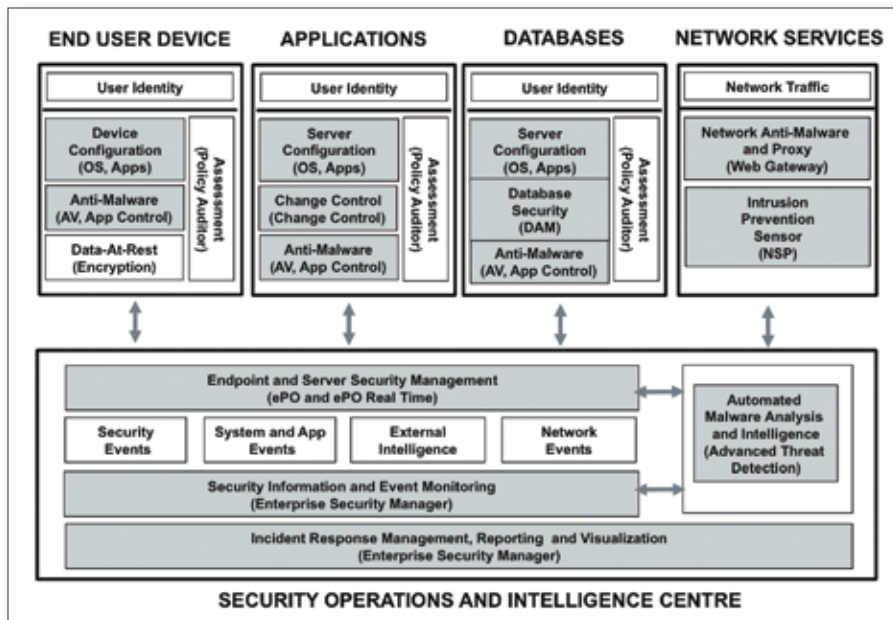 END USER DEVICE
APPLICATIONS
DATABASES
NETWORK SERVICES
User Identity
Device
Configuration
(OS, Apps)
Anti-Malware
(AV, App Control)
Data-At-Rest
(Encryption)
Assessment
(Policy Auditor)
User Identity
Server
Configuration
(OS, Apps)
Change Control
(Change Control)
Anti-Malware
(AV, App Control)
Assessment
(Policy Auditor)
User Identity
Server
Configuration
(OS, Apps)
Database
Security
(DAM)
Anti-Malware
(AV, App Control)
Assessment
(Policy Auditor)
Network Traffic
Network Anti-Malware
and Proxy
(Web Gateway)
Intrusion
Prevention
Sensor
(NSP)
Endpoint and Server Security Management
(ePO and ePO Real Time)
Security
Events
System and App
Events
External
Intelligence
Network
Events
Security Information and Event Monitoring
(Enterprise Security Manager)
Automated
Malware Analysis
and Intelligence
(Advanced Threat
Detection)
Incident Response Management, Reporting and Visualization
(Enterprise Security Manager)
SECURITY OPERATIONS AND INTELLIGENCE CENTRE